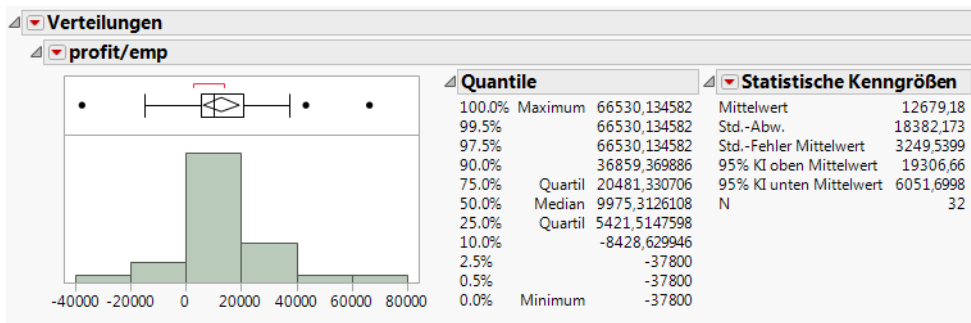 Verteilungen
profit/emp
-40000 -20000 0 20000 40000 60000 80000
Quantile
100.0% Maximum 66530,134582
99.5% 66530,134582
97.5% 66530,134582
90.0% 36859,369886
75.0% Quartil 20481,330706
50.0% Median 9975,3126108
25.0% Quartil 5421,5147598
10.0% -8428,629946
2.5% -37800
0.5% -37800
0.0% Minimum -37800
Statistische Kenngrößen
Mittelwert 12679,18
Std.-Abw. 18382,173
Std.-Fehler Mittelwert 3249,5399
95% KI oben Mittelwert 19306,66
95% KI unten Mittelwert 6051,6998
N 32